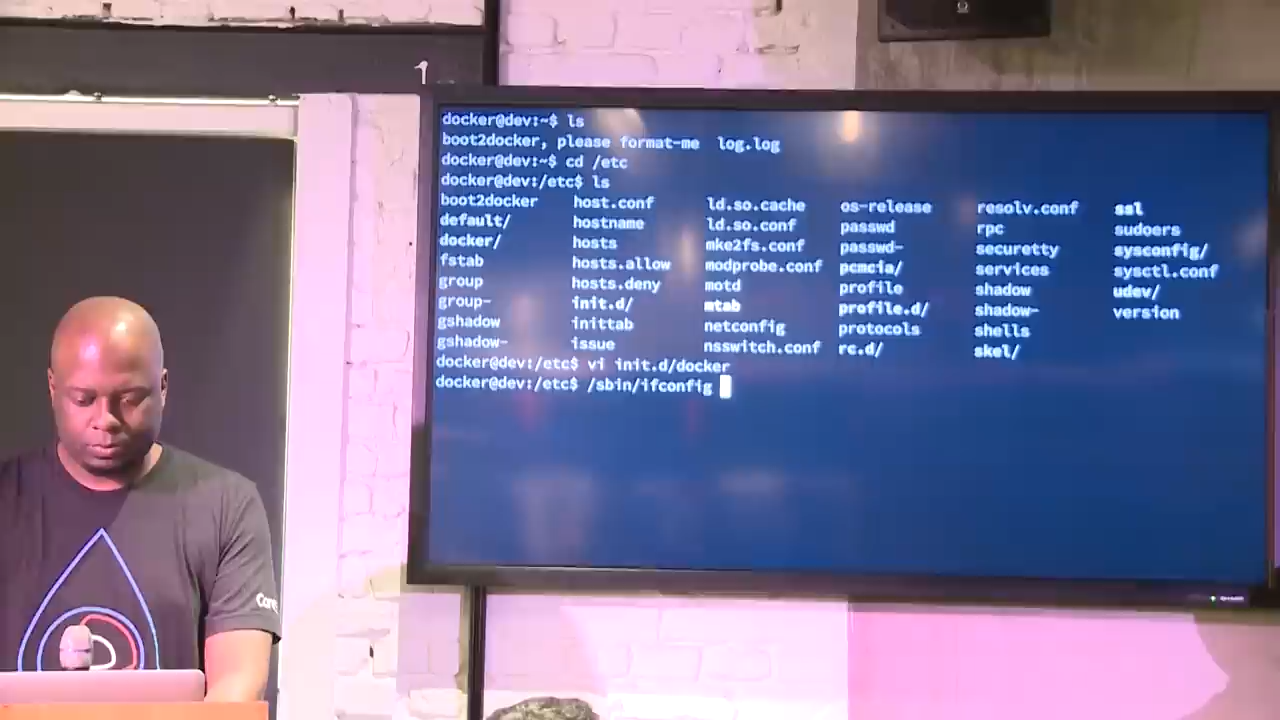 docker@dev:~$ ls
boot2docker, please format-me  log.log
docker@dev:~$ cd /etc
docker@dev:/etc$ ls
boot2docker host.conf ld.so.cache os-release resolv.conf ssl
default/ hostname ld.so.conf passwd rpc sudoers
docker/ hosts mke2fs.conf passwd- securetty sysconfig/
fstab hosts.allow modprobe.conf pcmcia/ services sysctl.conf
group hosts.deny motd profile shadow udev/
group- init.d/ mtab profile.d/ shadow- version
gshadow inittab netconfig protocols shells
gshadow- issue nsswitch.conf rc.d/ skel/
docker@dev:/etc$ vi init.d/docker
docker@dev:/etc$ /sbin/ifconfig